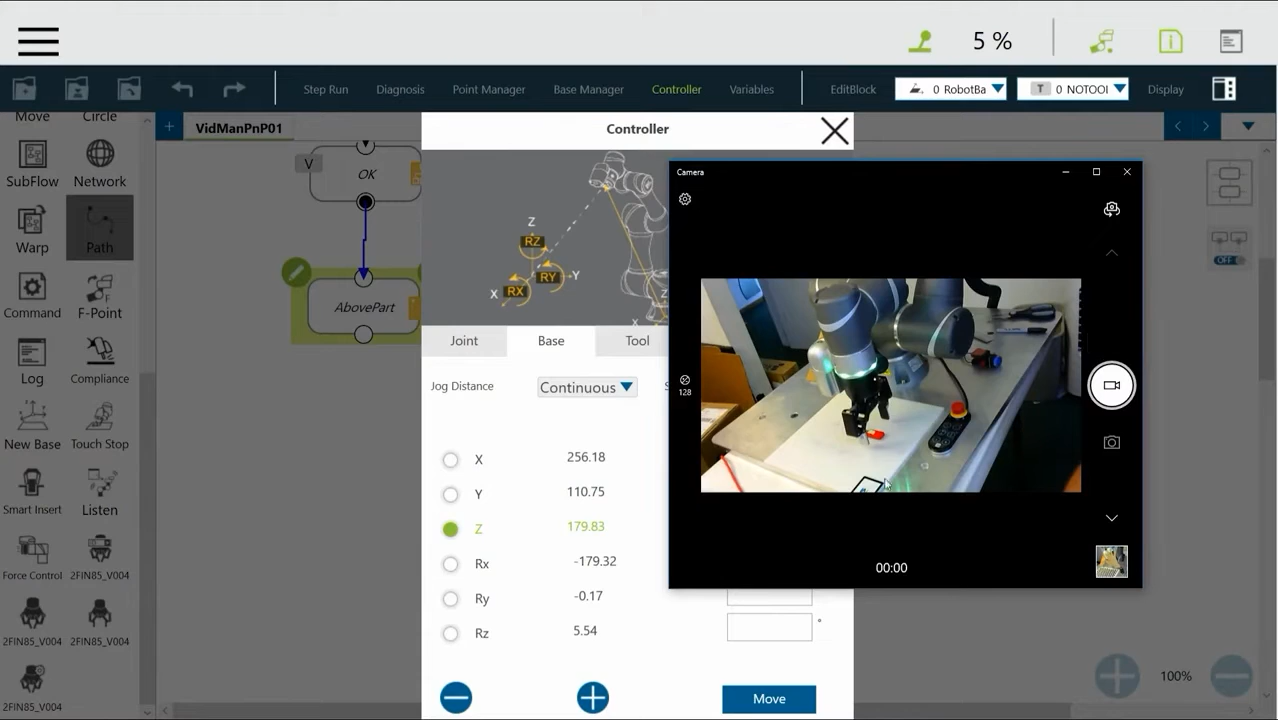 5 %
Step Run
Diagnosis
Point Manager
Base Manager
Controller
Variables
EditBlock
0 RobotBa
T 0 NOTOOI
Display
VidManPnP01
Move
Circle
SubFlow
Network
Warp
Path
Command
F-Point
Log
Compliance
New Base
Touch Stop
Smart Insert
Listen
Force Control
2FIN85_V004
2FIN85_V004
2FIN85_V004
2FIN85_V004
V
OK
AbovePart
Controller
Z
RZ
RY
Y
X
RX
Z
X
Joint
Base
Tool
Jog Distance
Continuous
S
X
256.18
Y
110.75
Z
179.83
Rx
-179.32
Ry
-0.17
Rz
5.54
°
Move
Camera
128
00:00
OFF
100%